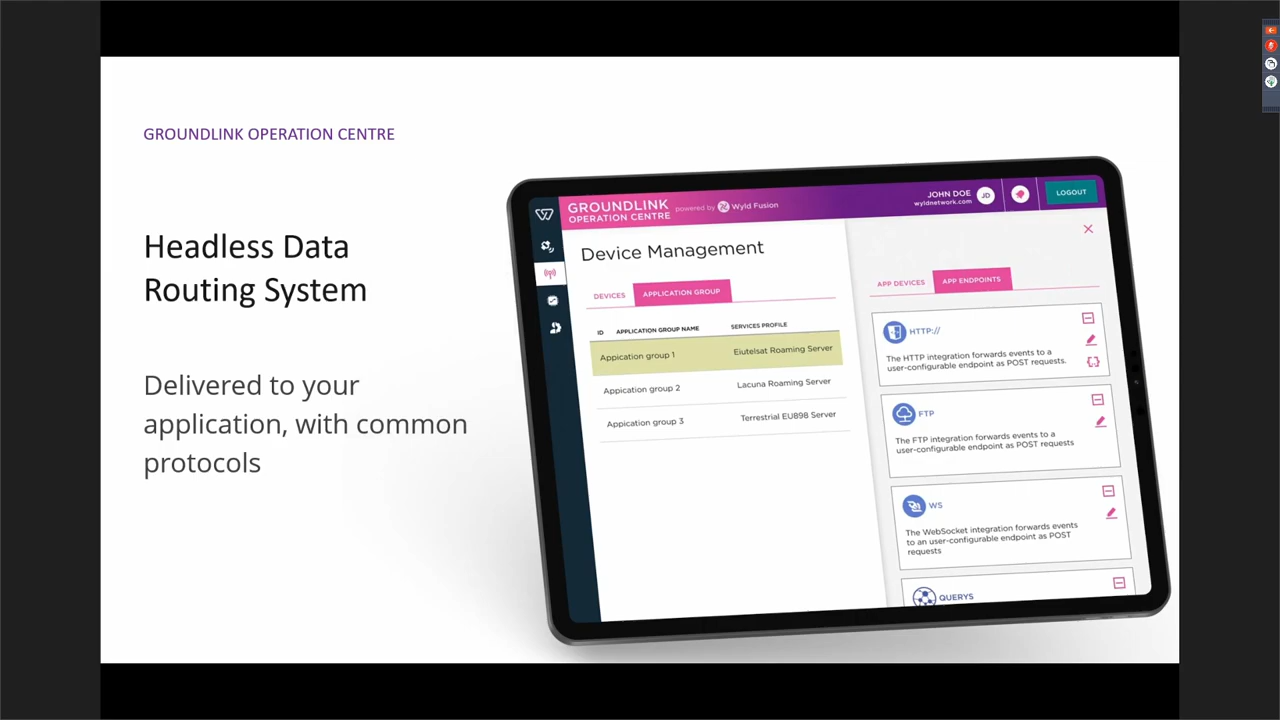 GROUNDLINK OPERATION CENTRE
Headless Data
Routing System
Delivered to your
application, with common
protocols
GROUNDLINK
OPERATION CENTRE
powered by Wyld Fusion
JOHN DOE
wyldnetwork.com
JD
LOGOUT
Device Management
DEVICES
APPLICATION GROUP
ID APPLICATION GROUP NAME SERVICES PROFILE
Appication group 1 Eiutelsat Roaming Server
Appication group 2 Lacuna Roaming Server
Appication group 3 Terrestrial EU898 Server
APP DEVICES
APP ENDPOINTS
HTTP://
The HTTP integration forwards events to a
user-configurable endpoint as POST requests.
FTP
The FTP integration forwards events to a
user-configurable endpoint as POST requests
WS
The WebSocket integration forwards events
to an user-configurable endpoint as POST
requests
QUERYS